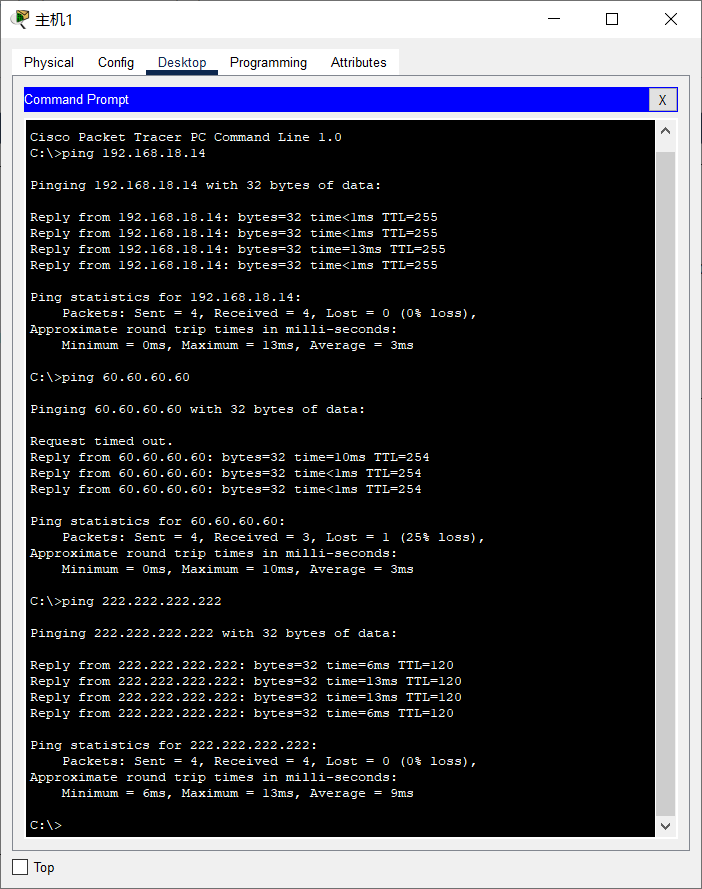 主机1
Physical Config Desktop Programming Attributes
Command Prompt X
Cisco Packet Tracer PC Command Line 1.0
C:\>ping 192.168.18.14
Pinging 192.168.18.14 with 32 bytes of data:
Reply from 192.168.18.14: bytes=32 time<1ms TTL=255
Reply from 192.168.18.14: bytes=32 time<1ms TTL=255
Reply from 192.168.18.14: bytes=32 time=13ms TTL=255
Reply from 192.168.18.14: bytes=32 time<1ms TTL=255
Ping statistics for 192.168.18.14:
Packets: Sent = 4, Received = 4, Lost = 0 (0% loss),
Approximate round trip times in milli-seconds:
Minimum = 0ms, Maximum = 13ms, Average = 3ms
C:\>ping 60.60.60.60
Pinging 60.60.60.60 with 32 bytes of data:
Request timed out.
Reply from 60.60.60.60: bytes=32 time=10ms TTL=254
Reply from 60.60.60.60: bytes=32 time<1ms TTL=254
Reply from 60.60.60.60: bytes=32 time<1ms TTL=254
Ping statistics for 60.60.60.60:
Packets: Sent = 4, Received = 3, Lost = 1 (25% loss),
Approximate round trip times in milli-seconds:
Minimum = 0ms, Maximum = 10ms, Average = 3ms
C:\>ping 222.222.222.222
Pinging 222.222.222.222 with 32 bytes of data:
Reply from 222.222.222.222: bytes=32 time=6ms TTL=120
Reply from 222.222.222.222: bytes=32 time=13ms TTL=120
Reply from 222.222.222.222: bytes=32 time=13ms TTL=120
Reply from 222.222.222.222: bytes=32 time=6ms TTL=120
Ping statistics for 222.222.222.222:
Packets: Sent = 4, Received = 4, Lost = 0 (0% loss),
Approximate round trip times in milli-seconds:
Minimum = 6ms, Maximum = 13ms, Average = 9ms
C:\>
Top